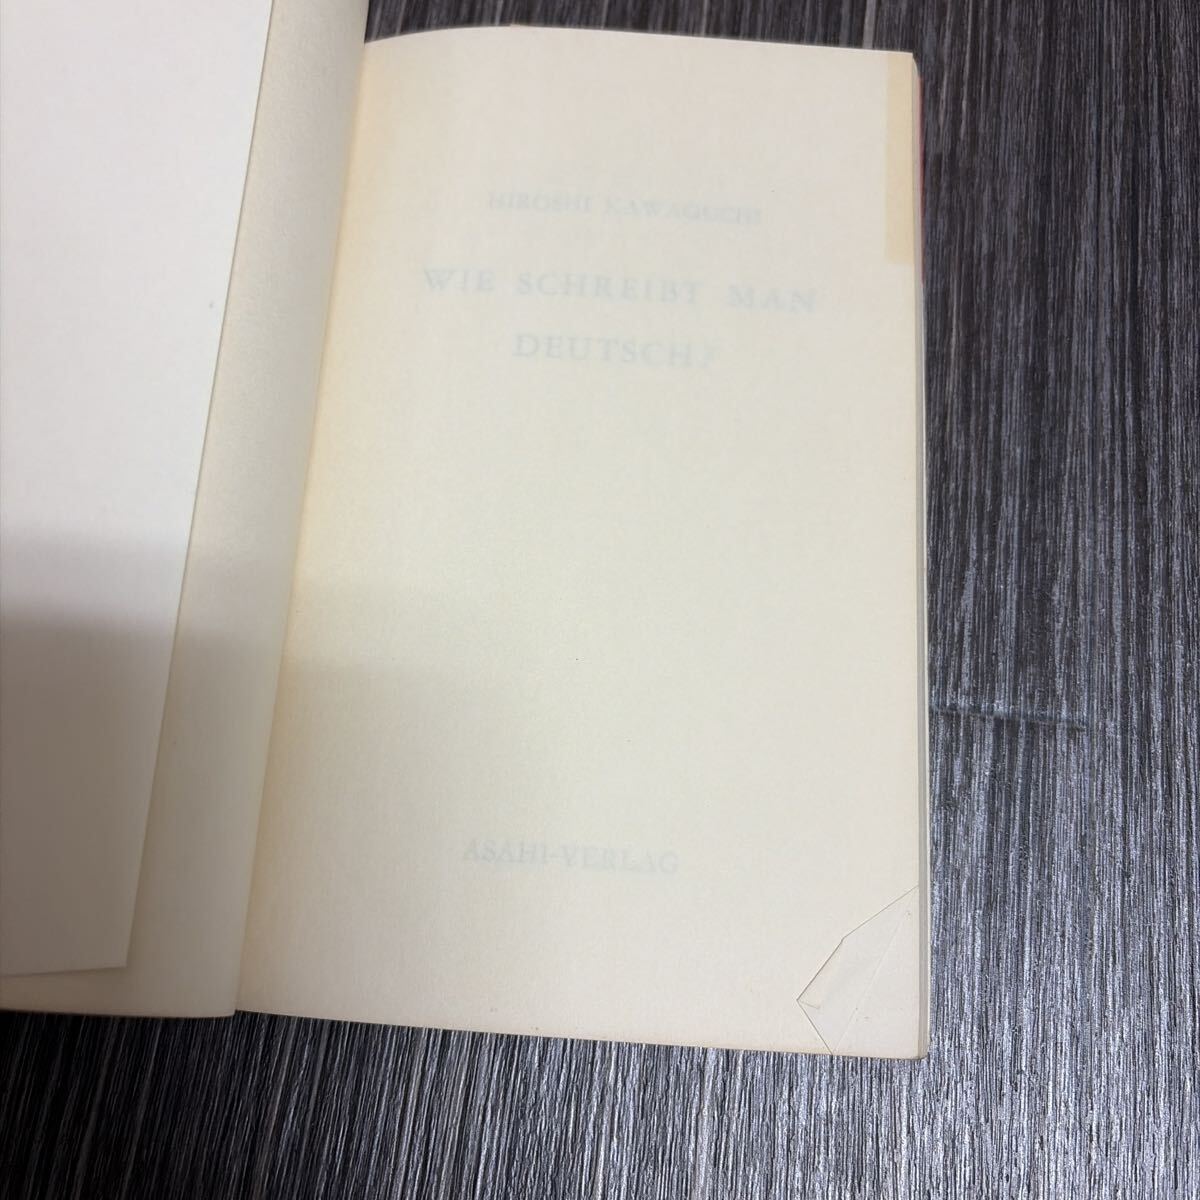 HIROSHI KAWAGUCHI
WIE SCHREIBT MAN
DEUTSCH?
ASAHI-VERLAG